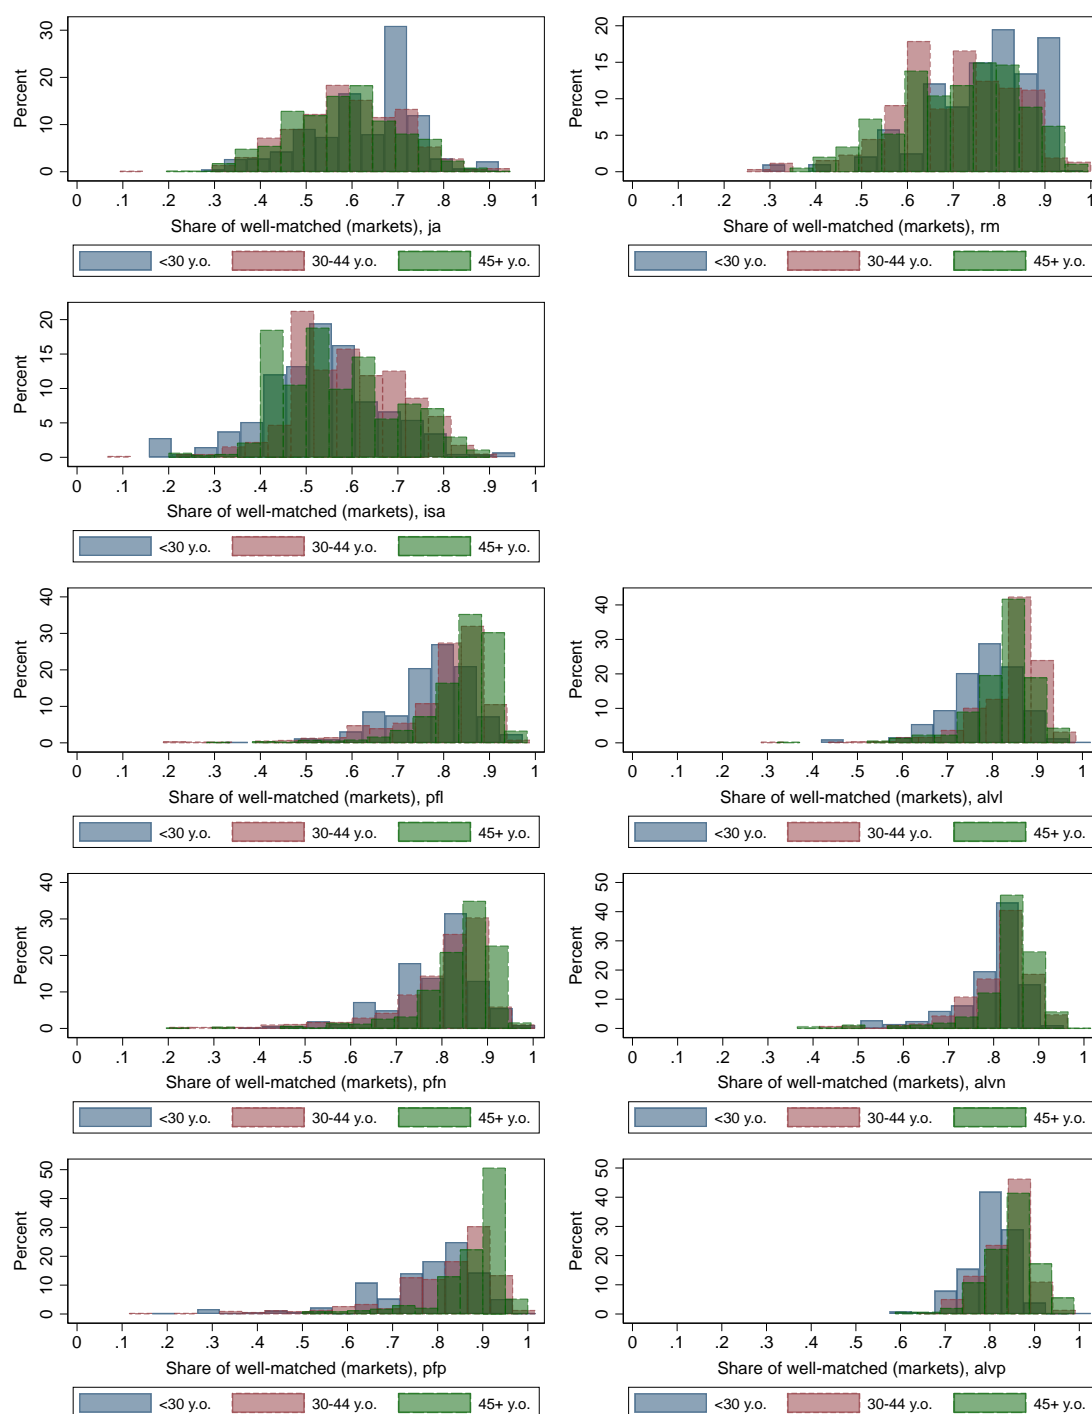 Percent
0 10 20 30
0 .1 .2 .3 .4 .5 .6 .7 .8 .9 1
Share of well-matched (markets), ja
<30 y.o. 30-44 y.o. 45+ y.o.
Percent
0 5 10 15 20
0 .1 .2 .3 .4 .5 .6 .7 .8 .9 1
Share of well-matched (markets), rm
<30 y.o. 30-44 y.o. 45+ y.o.
Percent
0 5 10 15 20
0 .1 .2 .3 .4 .5 .6 .7 .8 .9 1
Share of well-matched (markets), isa
<30 y.o. 30-44 y.o. 45+ y.o.
Percent
0 10 20 30 40
0 .1 .2 .3 .4 .5 .6 .7 .8 .9 1
Share of well-matched (markets), pfl
<30 y.o. 30-44 y.o. 45+ y.o.
Percent
0 10 20 30 40
0 .1 .2 .3 .4 .5 .6 .7 .8 .9 1
Share of well-matched (markets), alvl
<30 y.o. 30-44 y.o. 45+ y.o.
Percent
0 10 20 30 40
0 .1 .2 .3 .4 .5 .6 .7 .8 .9 1
Share of well-matched (markets), pfn
<30 y.o. 30-44 y.o. 45+ y.o.
Percent
0 10 20 30 40 50
0 .1 .2 .3 .4 .5 .6 .7 .8 .9 1
Share of well-matched (markets), alvn
<30 y.o. 30-44 y.o. 45+ y.o.
Percent
0 10 20 30 40 50
0 .1 .2 .3 .4 .5 .6 .7 .8 .9 1
Share of well-matched (markets), pfp
<30 y.o. 30-44 y.o. 45+ y.o.
Percent
0 10 20 30 40 50
0 .1 .2 .3 .4 .5 .6 .7 .8 .9 1
Share of well-matched (markets), alvp
<30 y.o. 30-44 y.o. 45+ y.o.